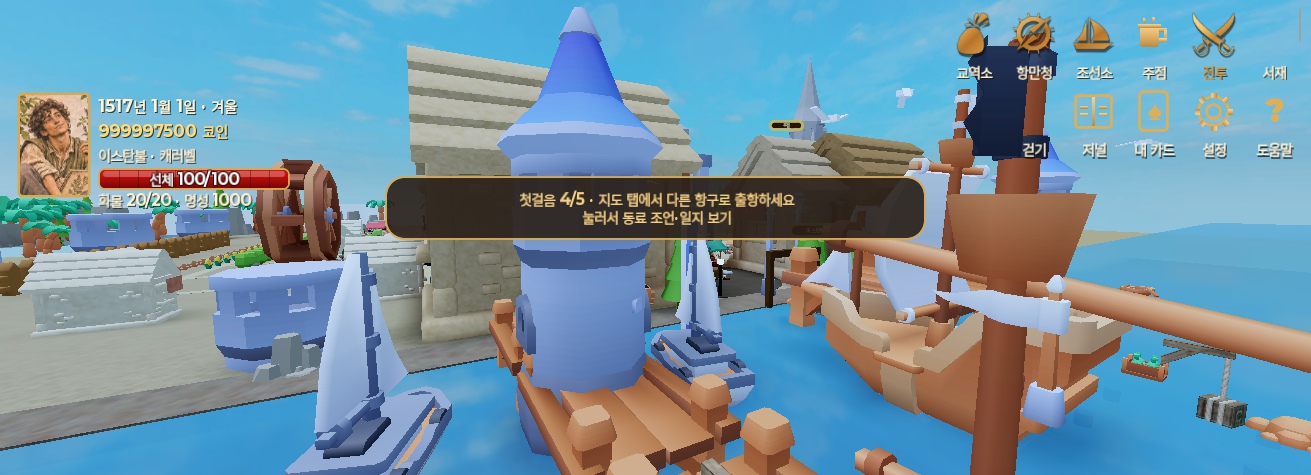 1517년 1월 1일 · 겨울
999997500 코인
이스탄불 · 캐러벨
선체 100/100
화물 20/20 · 명성 1000
첫걸음 4/5 · 지도 탭에서 다른 항구로 출항하세요
눌러서 동료 조언·일지 보기
교역소 항만청 조선소 주점 전투 서재
걷기 저널 내 카드 설정 도움말